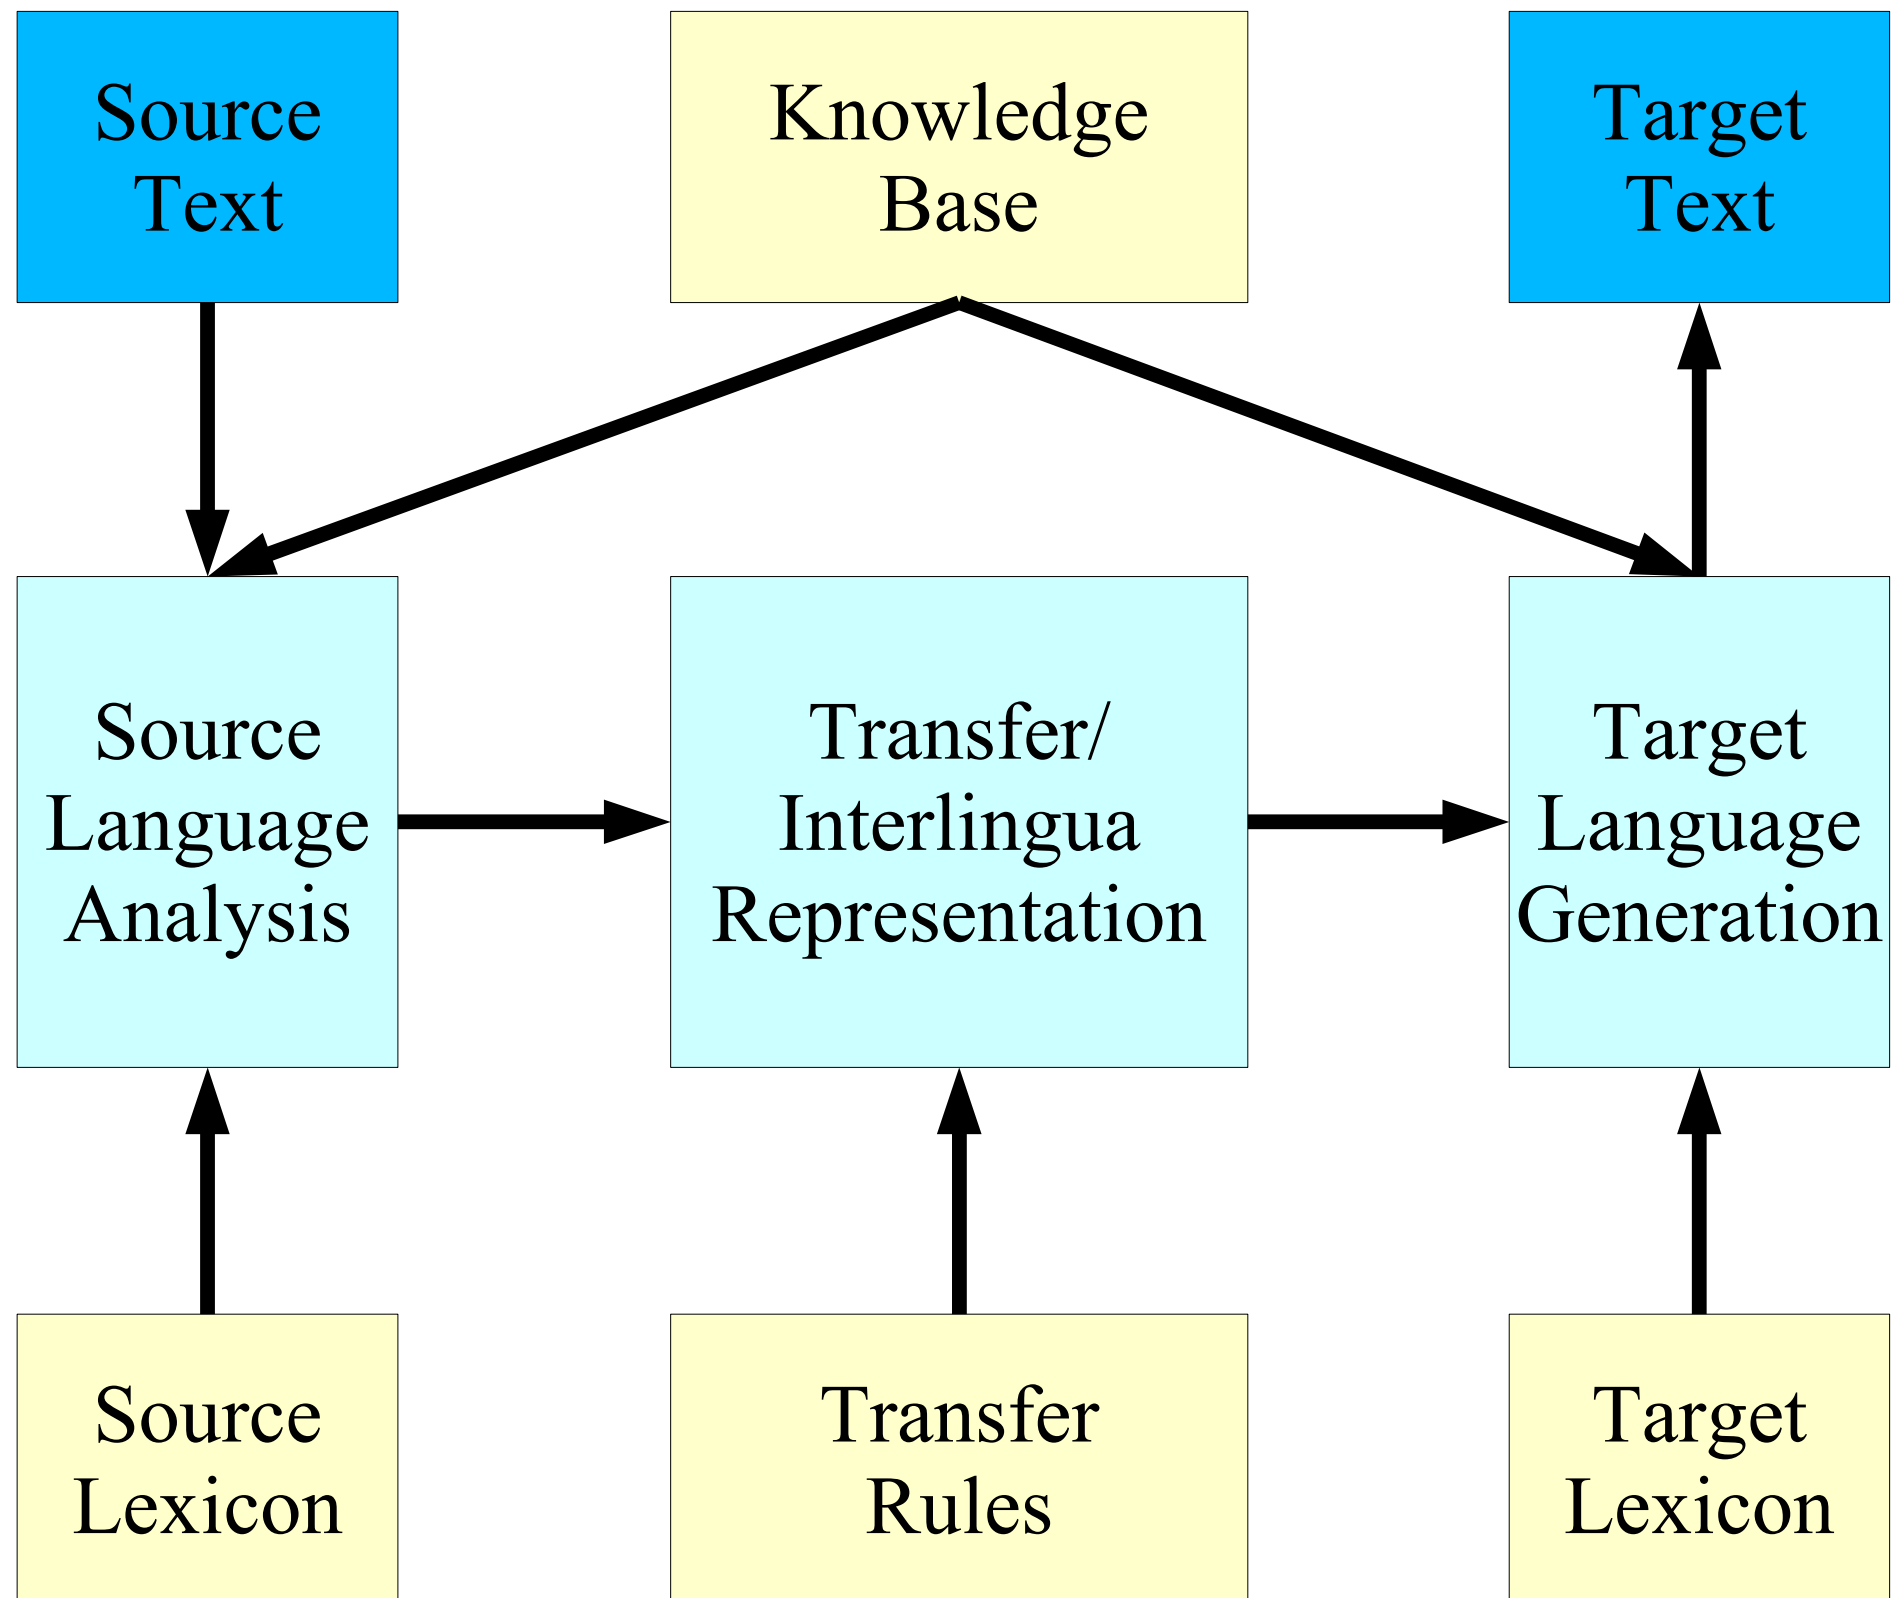 Source
Text
Knowledge
Base
Target
Text
Source
Language
Analysis
Transfer/
Interlingua
Representation
Target
Language
Generation
Source
Lexicon
Transfer
Rules
Target
Lexicon